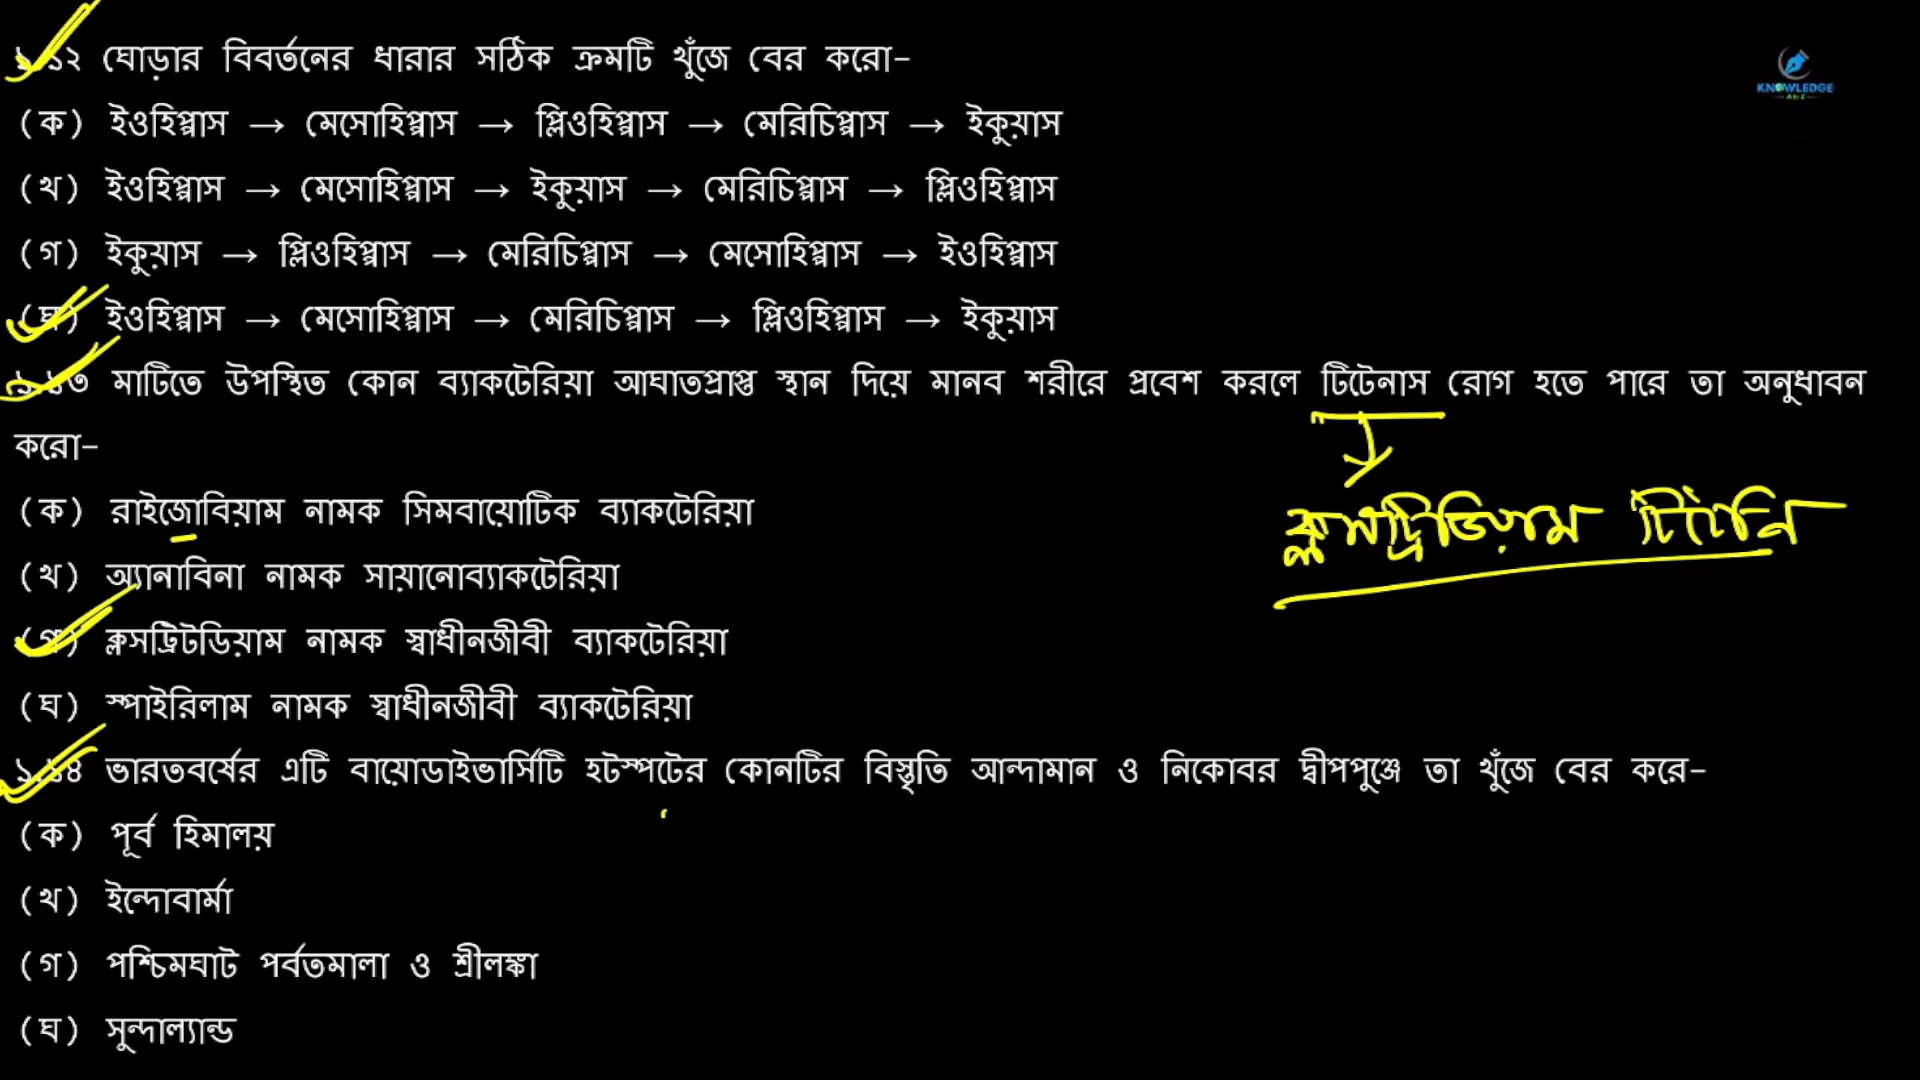 ১.১২ ঘোড়ার বিবর্তনের ধারার সঠিক ক্রমটি খুঁজে বের করো-
KNOWLEDGE
(ক) ইওহিপ্পাস → মেসোহিপ্পাস → প্লিওহিপ্পাস → মেরিচিপ্পাস → ইকুয়াস
(খ) ইওহিপ্পাস → মেসোহিপ্পাস → ইকুয়াস → মেরিচিপ্পাস → প্লিওহিপ্পাস
(গ) ইকুয়াস → প্লিওহিপ্পাস → মেরিচিপ্পাস → মেসোহিপ্পাস → ইওহিপ্পাস
(ঘ) ইওহিপ্পাস → মেসোহিপ্পাস → মেরিচিপ্পাস → প্লিওহিপ্পাস → ইকুয়াস
১.১৩ মাটিতে উপস্থিত কোন ব্যাকটেরিয়া আঘাতপ্রাপ্ত স্থান দিয়ে মানব শরীরে প্রবেশ করলে টিটেনাস রোগ হতে পারে তা অনুধাবন
করো-
(ক) রাইজোবিয়াম নামক সিমবায়োটিক ব্যাকটেরিয়া
ক্লসট্রিডিয়াম টিটানি
(খ) অ্যানাবিনা নামক সায়ানোব্যাকটেরিয়া
(গ) ক্লসট্রিটডিয়াম নামক স্বাধীনজীবী ব্যাকটেরিয়া
(ঘ) স্পাইরিলাম নামক স্বাধীনজীবী ব্যাকটেরিয়া
১.১৪ ভারতবর্ষের এটি বায়োডাইভার্সিটি হটস্পটের কোনটির বিস্তৃতি আন্দামান ও নিকোবর দ্বীপপুঞ্জে তা খুঁজে বের করে-
(ক) পূর্ব হিমালয়
(খ) ইন্দোবার্মা
(গ) পশ্চিমঘাট পর্বতমালা ও শ্রীলঙ্কা
(ঘ) সুন্দাল্যান্ড